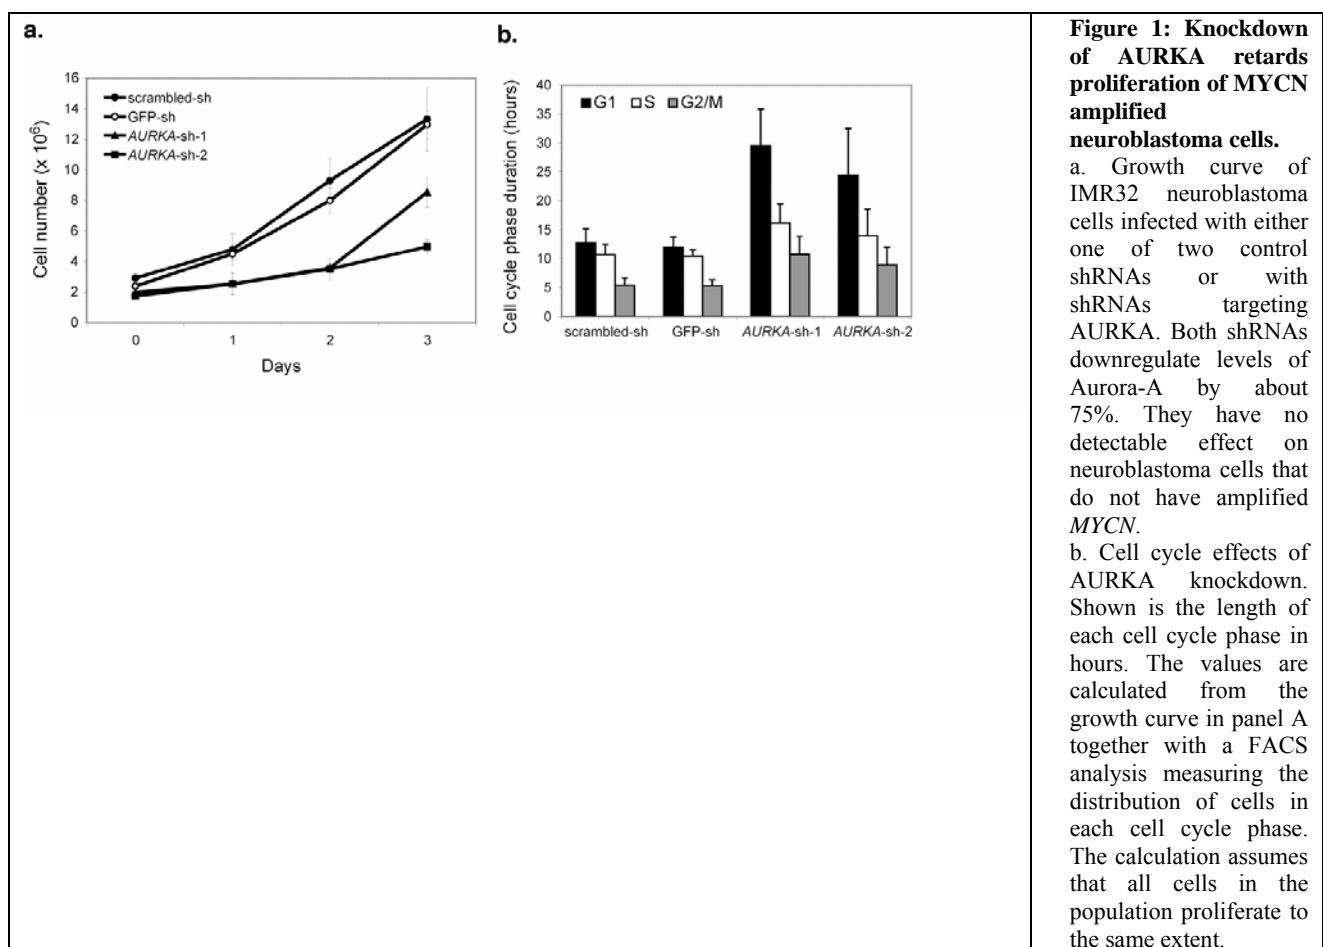 a.
16
14
12
10
8
6
4
2
0
Cell number (x 10⁶)
scrambled-sh
GFP-sh
AURKA-sh-1
AURKA-sh-2
0 1 2 3
Days
b.
40
35
30
25
20
15
10
5
0
Cell cycle phase duration (hours)
G1 S G2/M
scrambled-sh GFP-sh AURKA-sh-1 AURKA-sh-2
Figure 1: Knockdown
of AURKA retards
proliferation of MYCN
amplified
neuroblastoma cells.
a. Growth curve of
IMR32 neuroblastoma
cells infected with either
one of two control
shRNAs or with
shRNAs targeting
AURKA. Both shRNAs
downregulate levels of
Aurora-A by about
75%. They have no
detectable effect on
neuroblastoma cells that
do not have amplified
MYCN.
b. Cell cycle effects of
AURKA knockdown.
Shown is the length of
each cell cycle phase in
hours. The values are
calculated from the
growth curve in panel A
together with a FACS
analysis measuring the
distribution of cells in
each cell cycle phase.
The calculation assumes
that all cells in the
population proliferate to
the same extent.